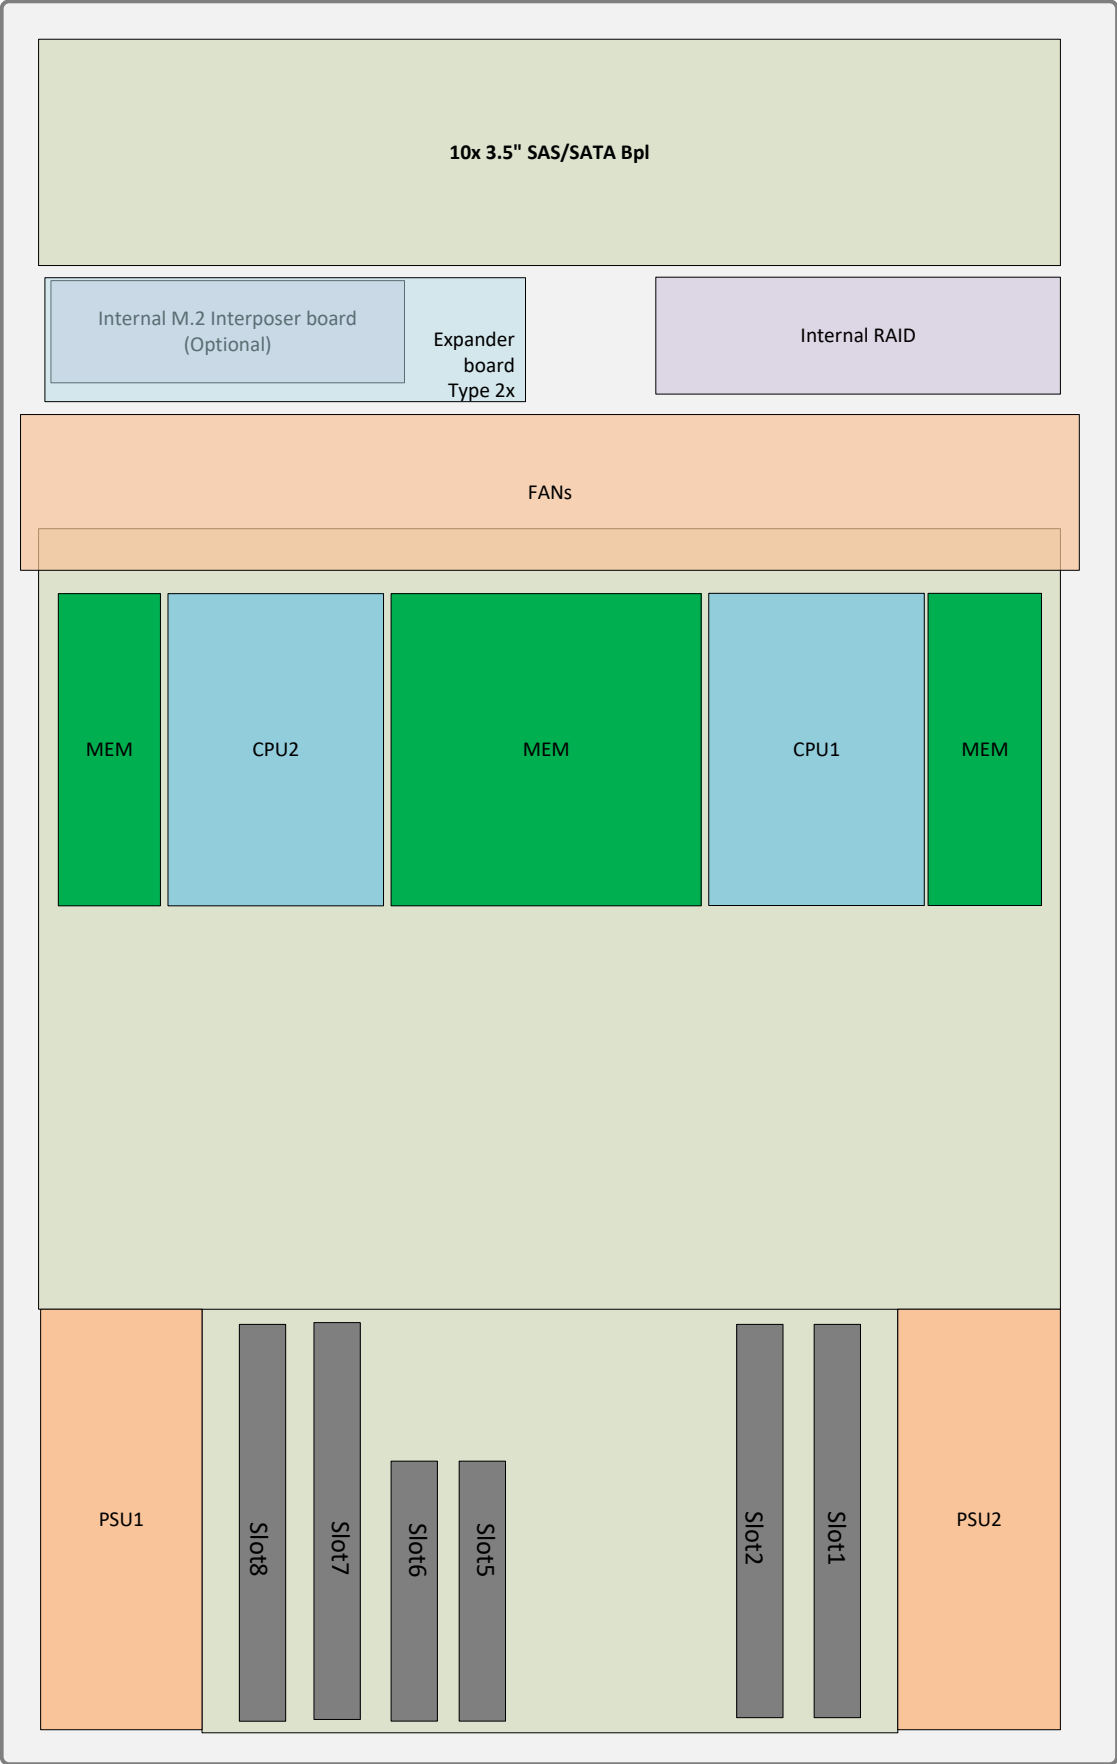 10x 3.5" SAS/SATA Bpl
Internal M.2 Interposer board
(Optional)
Expander
board
Type 2x
Internal RAID
FANs
MEM
CPU2
MEM
CPU1
MEM
PSU1
Slot8
Slot7
Slot6
Slot5
Slot2
Slot1
PSU2